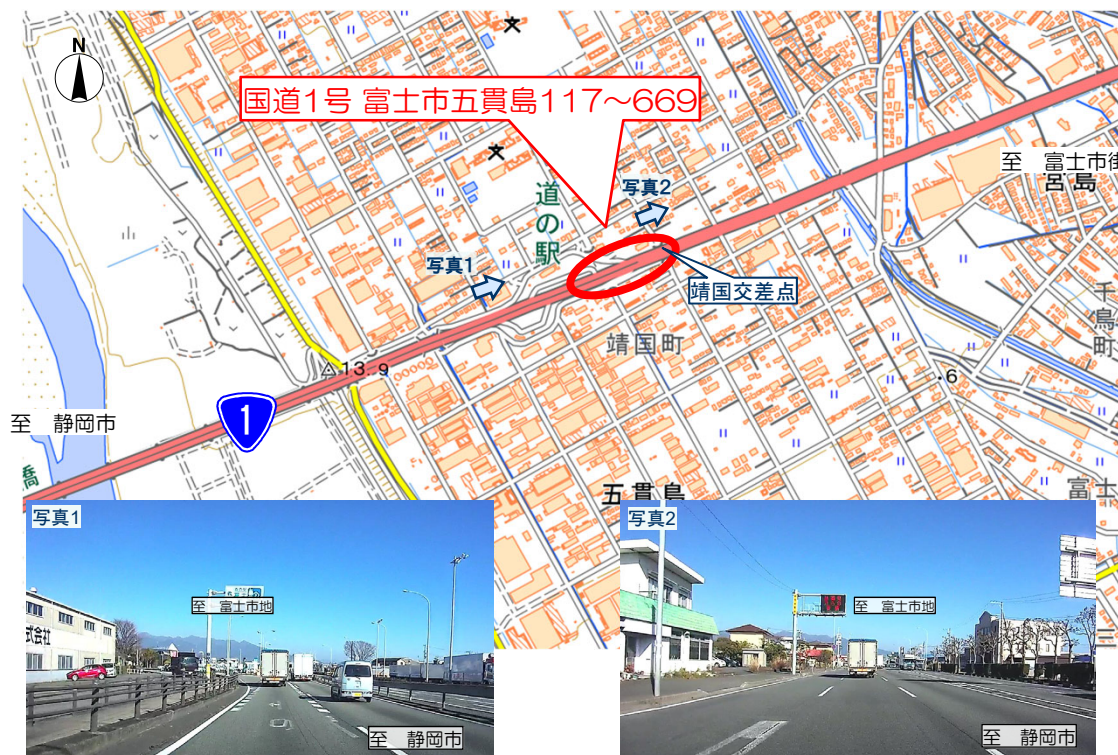 N
国道1号 富士市五貫島117～669
至 富士市街
宮島
写真2
道の駅
写真1
靖国交差点
千鳥町
靖国町
13.9
.6
1
至 静岡市
橋
五貫島
富士
写真1
至 富士市地
式会社
至 静岡市
写真2
至 富士市地
至 静岡市